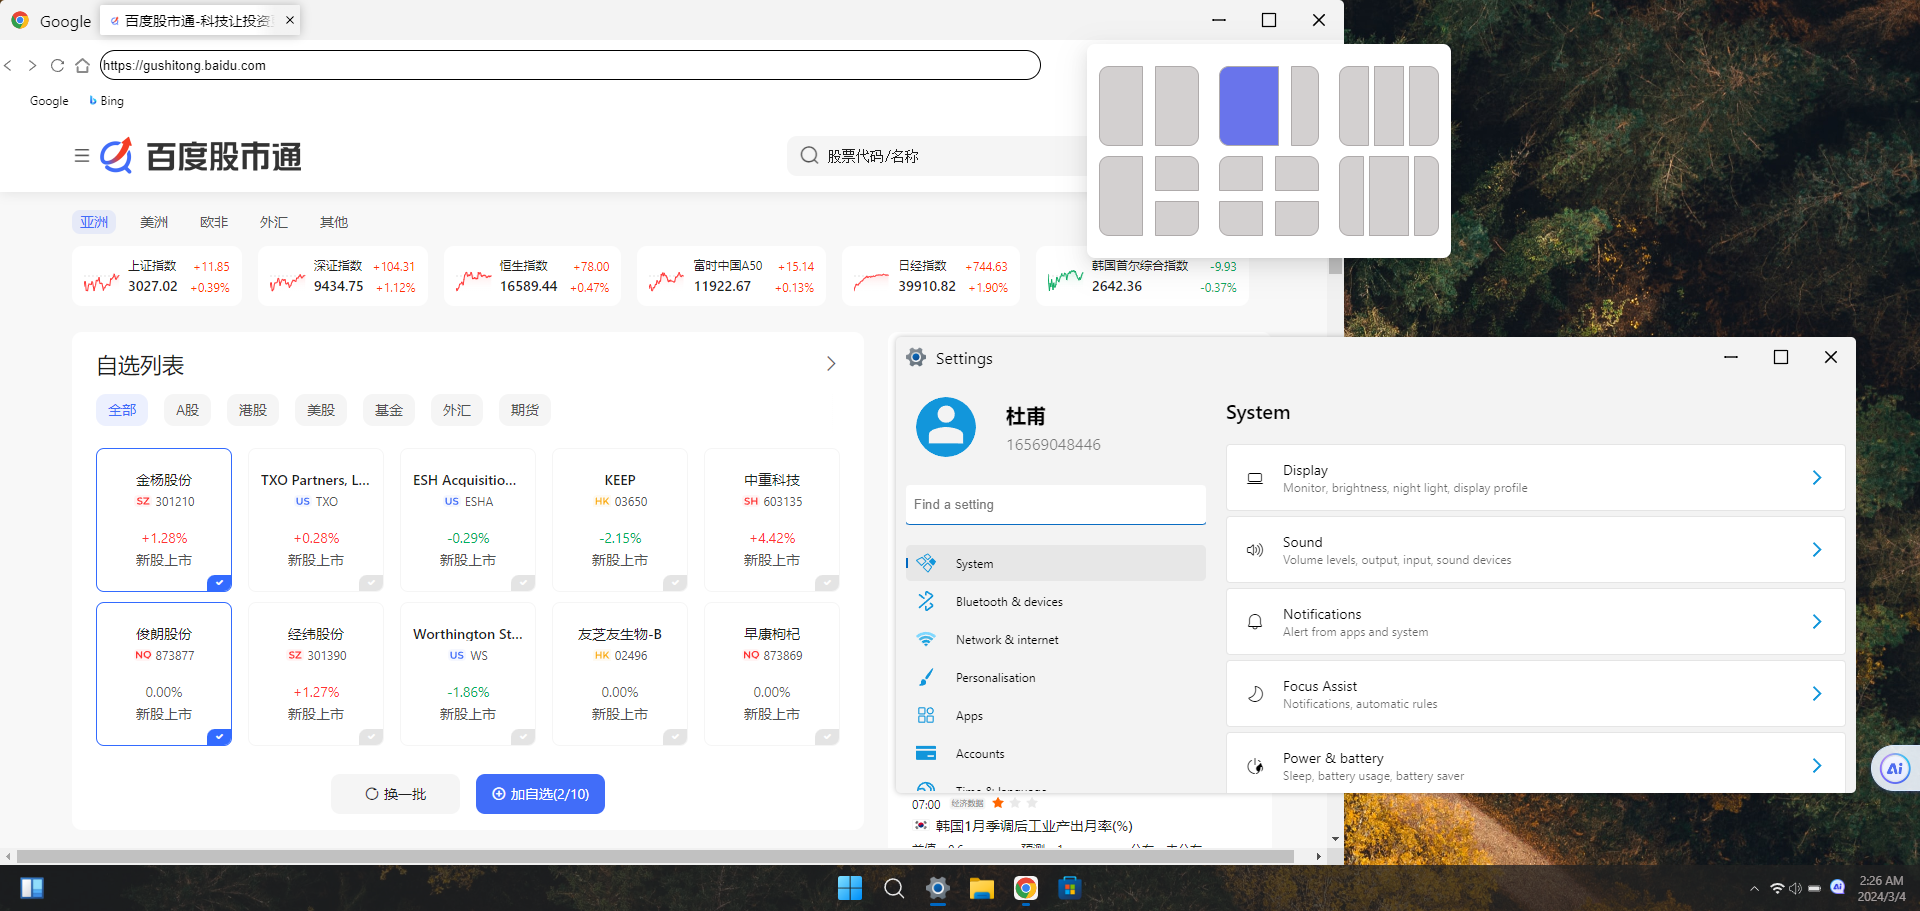 Google
百度股市通-科技让投资
https://gushitong.baidu.com
Google
Bing
百度股市通
股票代码/名称
亚洲
美洲
欧非
外汇
其他
上证指数 +11.85
3027.02 +0.39%
深证指数 +104.31
9434.75 +1.12%
恒生指数 +78.00
16589.44 +0.47%
富时中国A50 +15.14
11922.67 +0.13%
日经指数 +744.63
39910.82 +1.90%
韩国首尔综合指数 -9.93
2642.36 -0.37%
自选列表
全部
A股
港股
美股
基金
外汇
期货
金杨股份
SZ 301210
+1.28%
新股上市
TXO Partners, L...
US TXO
+0.28%
新股上市
ESH Acquisitio...
US ESHA
-0.29%
新股上市
KEEP
HK 03650
-2.15%
新股上市
中重科技
SH 603135
+4.42%
新股上市
俊朗股份
NQ 873877
0.00%
新股上市
经纬股份
SZ 301390
+1.27%
新股上市
Worthington St...
US WS
-1.86%
新股上市
友芝友生物-B
HK 02496
0.00%
新股上市
早康枸杞
NQ 873869
0.00%
新股上市
换一批
加自选(2/10)
07:00 经济数据
韩国1月季调后工业产出月率(%)
Settings
杜甫
16569048446
Find a setting
System
Bluetooth & devices
Network & internet
Personalisation
Apps
Accounts
Time & language
System
Display
Monitor, brightness, night light, display profile
Sound
Volume levels, output, input, sound devices
Notifications
Alert from apps and system
Focus Assist
Notifications, automatic rules
Power & battery
Sleep, battery usage, battery saver
Ai
Ai
2:26 AM
2024/3/4